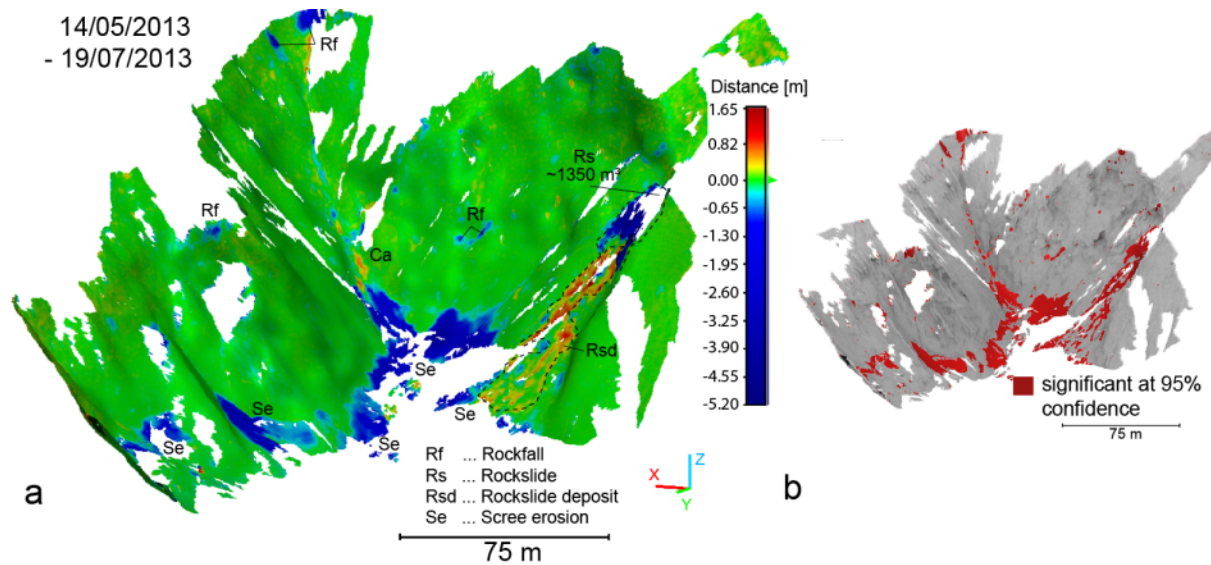 14/05/2013
- 19/07/2013
Rf
Distance [m]
1.65
0.82
0.00
-0.65
-1.30
-1.95
-2.60
-3.25
-3.90
-4.55
-5.20
Rs
~1350 m³
Rf
Rf
Ca
Rsd
Se
Se
Se
Se
Se
Rf ... Rockfall
Rs ... Rockslide
Rsd ... Rockslide deposit
Se ... Scree erosion
75 m
X
Y
Z
a
significant at 95%
confidence
75 m
b